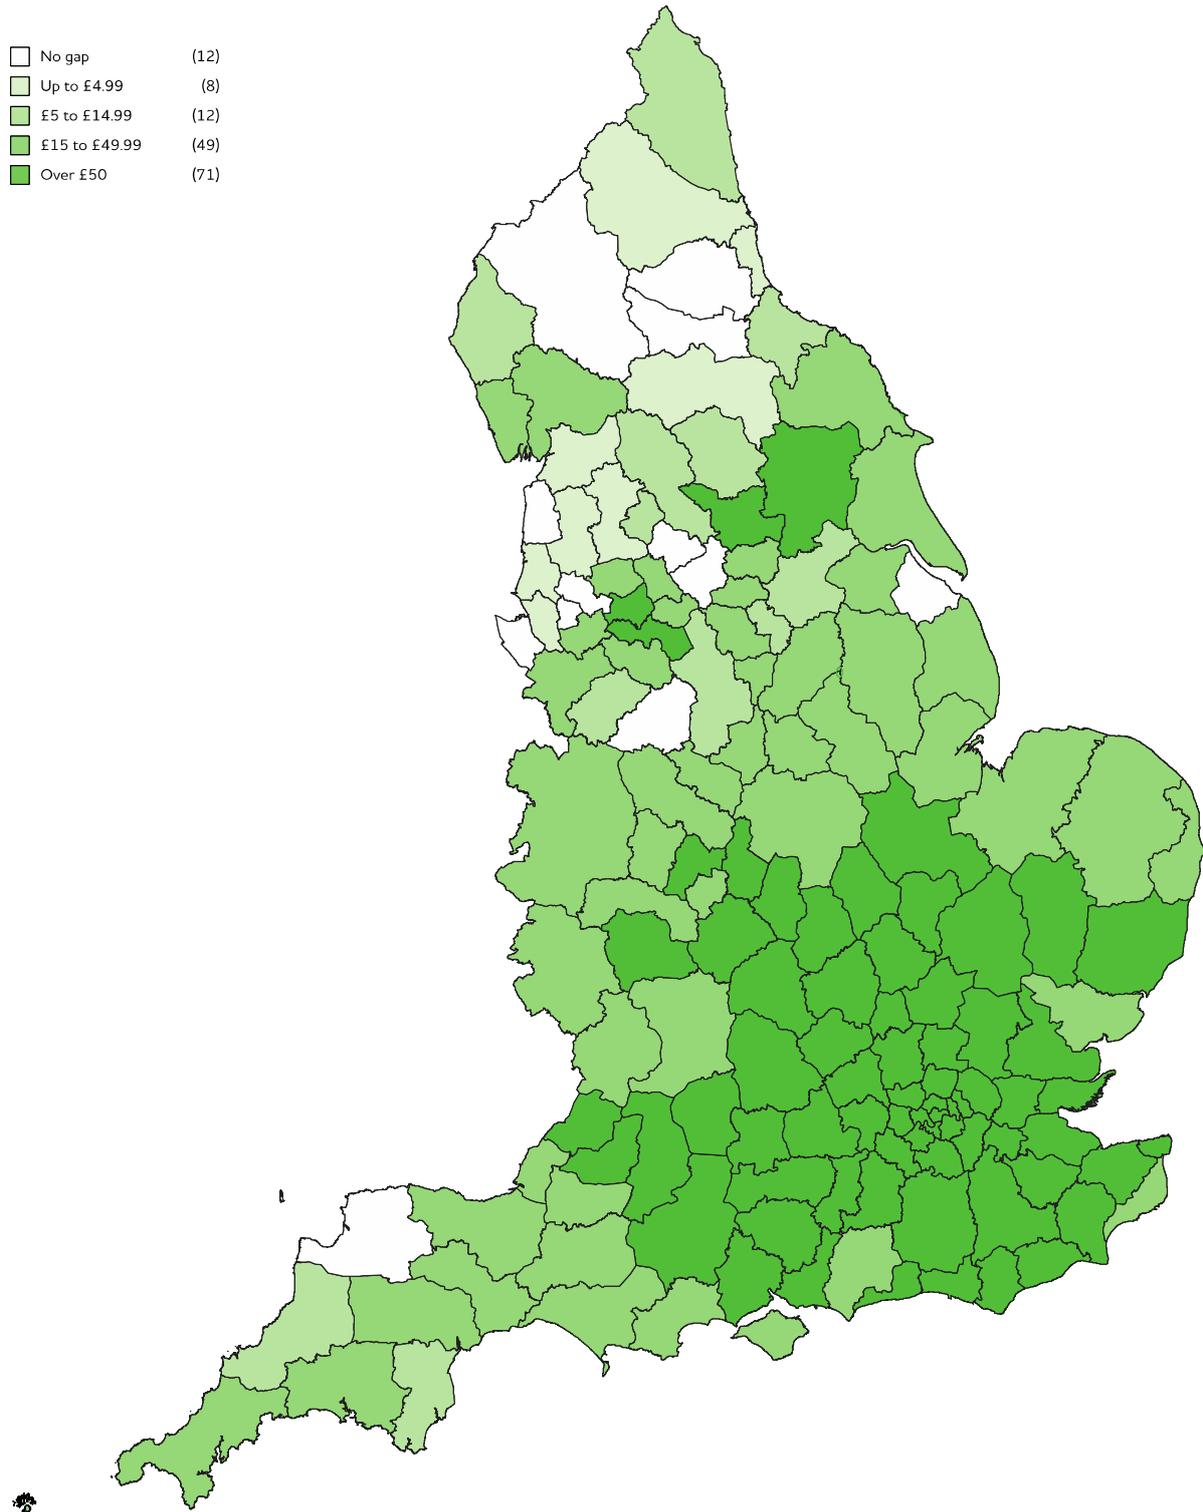 No gap (12)
Up to £4.99 (8)
£5 to £14.99 (12)
£15 to £49.99 (49)
Over £50 (71)